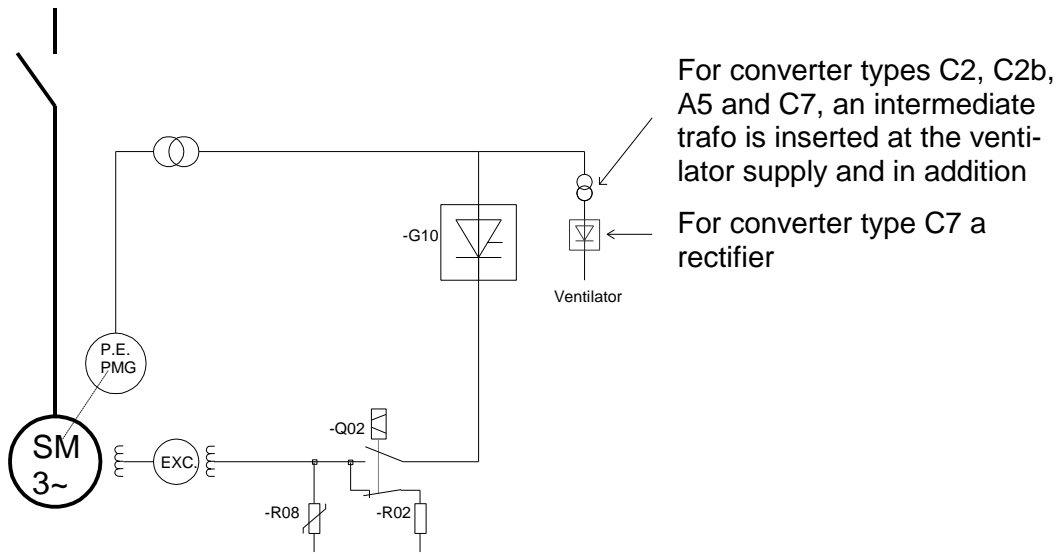 For converter types C2, C2b,
A5 and C7, an intermediate
trafo is inserted at the venti-
lator supply and in addition
For converter type C7 a
rectifier
-G10
Ventilator
P.E.
PMG
-Q02
SM
3~
EXC.
-R08
-R02